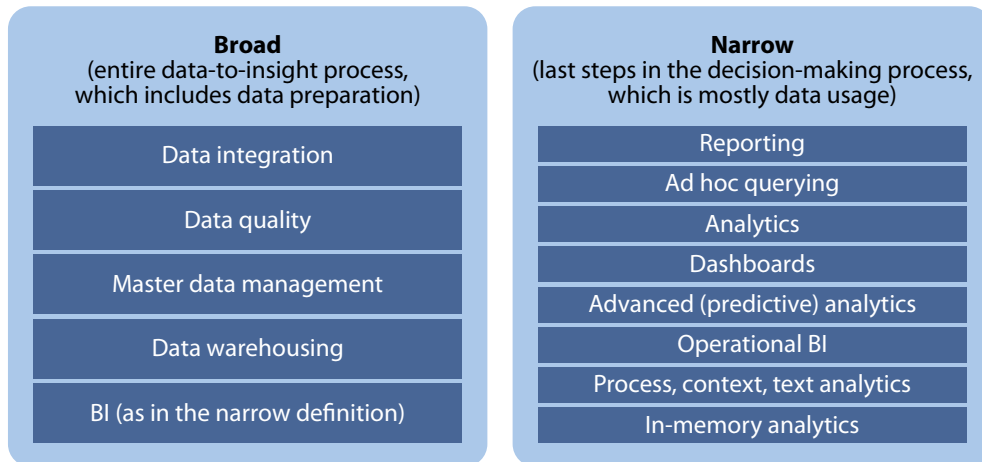 Broad
(entire data-to-insight process,
which includes data preparation)
Data integration
Data quality
Master data management
Data warehousing
BI (as in the narrow definition)
Narrow
(last steps in the decision-making process,
which is mostly data usage)
Reporting
Ad hoc querying
Analytics
Dashboards
Advanced (predictive) analytics
Operational BI
Process, context, text analytics
In-memory analytics